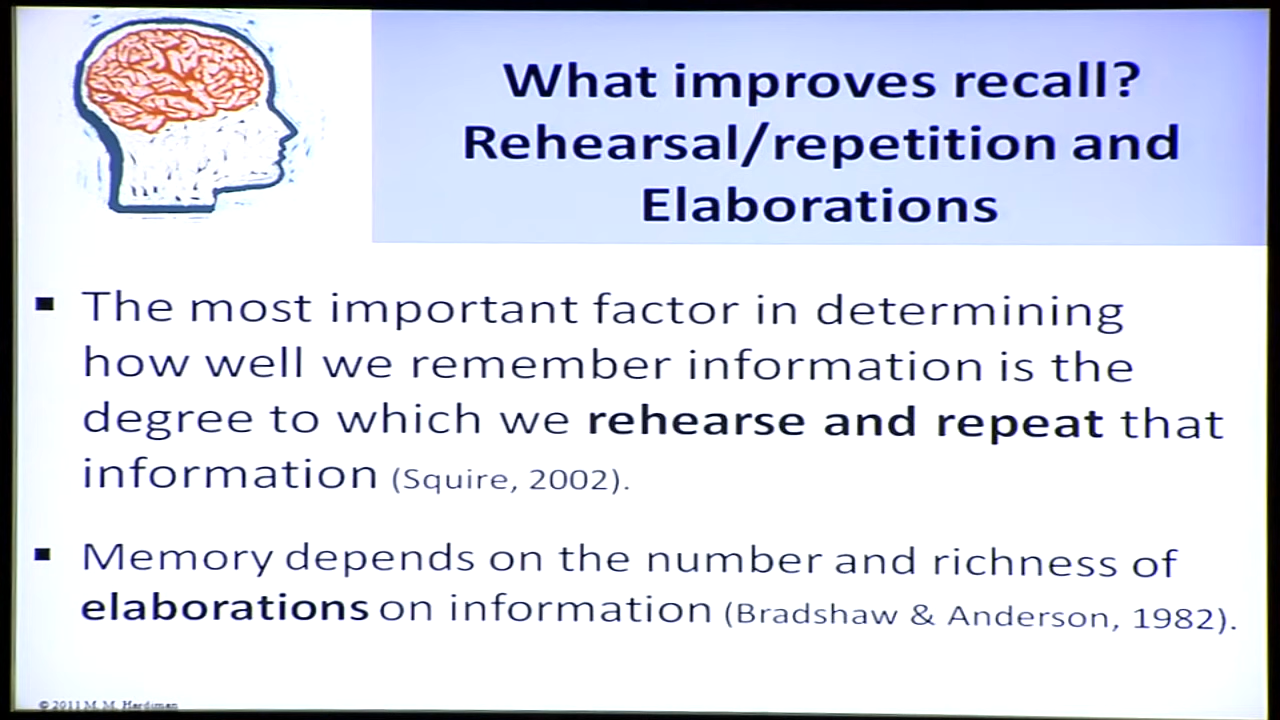 What improves recall?
Rehearsal/repetition and
Elaborations
▪ The most important factor in determining
how well we remember information is the
degree to which we rehearse and repeat that
information (Squire, 2002).
▪ Memory depends on the number and richness of
elaborations on information (Bradshaw & Anderson, 1982).
© 2011 M. M. Hardiman